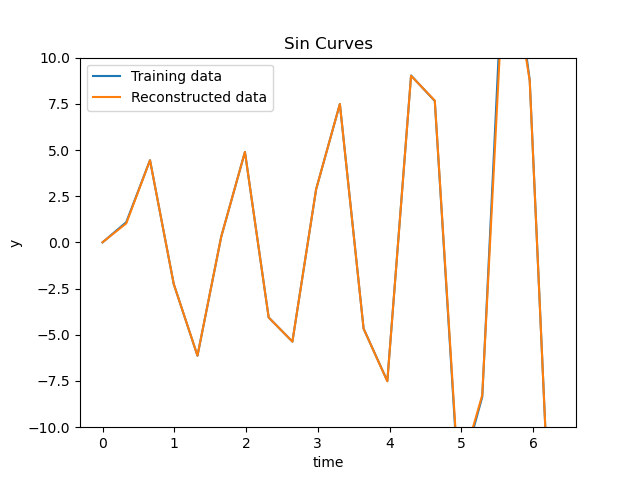 Sin Curves
Training data
Reconstructed data
10.0
7.5
5.0
2.5
0.0
−2.5
−5.0
−7.5
−10.0
y
0 1 2 3 4 5 6
time